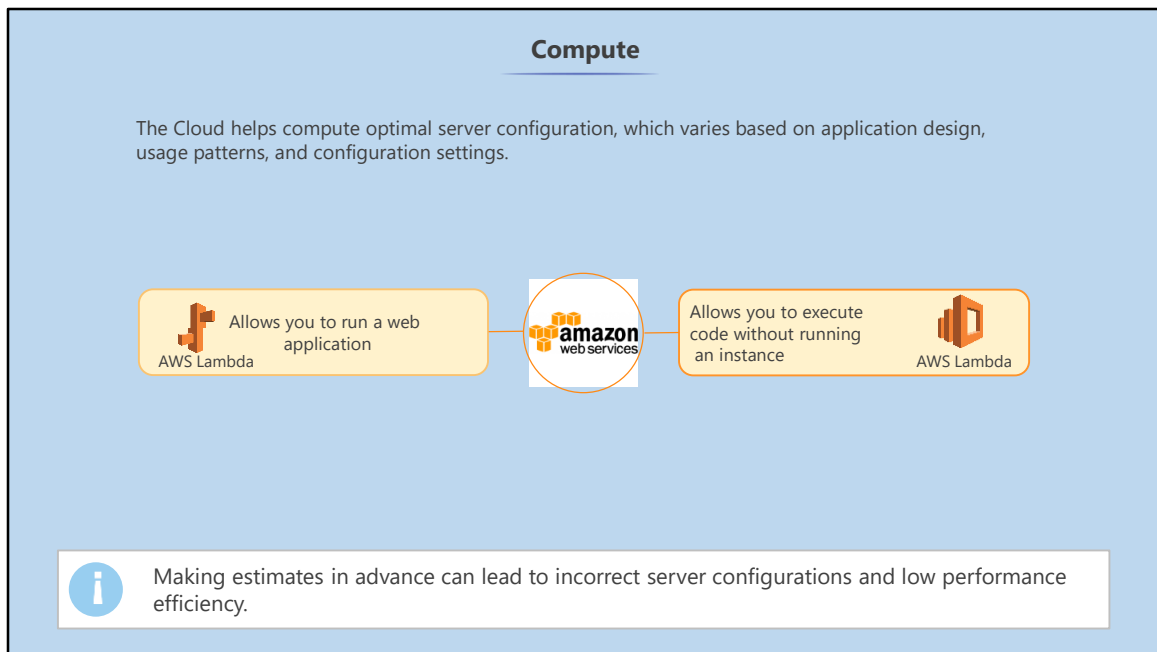 Compute
The Cloud helps compute optimal server configuration, which varies based on application design,
usage patterns, and configuration settings.
Allows you to run a web
application
AWS Lambda
amazon
web services
Allows you to execute
code without running
an instance
AWS Lambda
i
Making estimates in advance can lead to incorrect server configurations and low performance
efficiency.